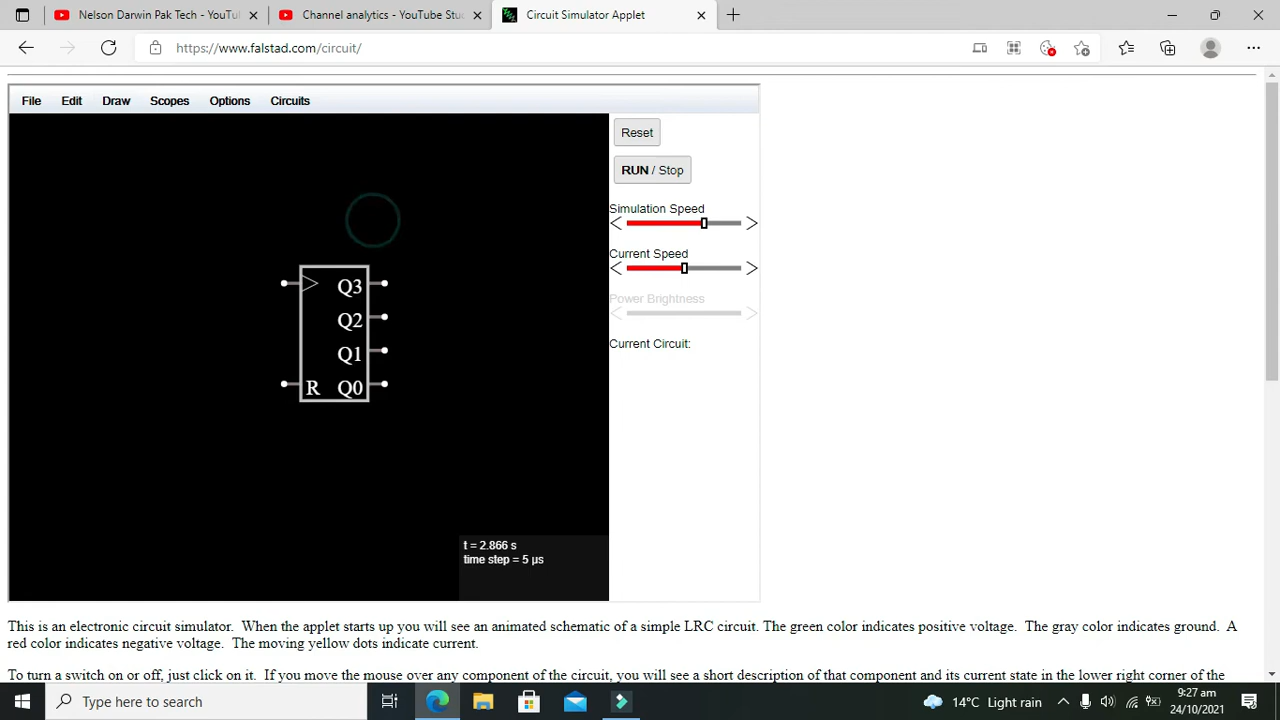 Nelson Darwin Pak Tech - YouTu
Channel analytics - YouTube Stu
Circuit Simulator Applet
https://www.falstad.com/circuit/
File Edit Draw Scopes Options Circuits
Reset
RUN / Stop
Simulation Speed
Current Speed
Power Brightness
Current Circuit:
Q3
Q2
Q1
R Q0
t = 2.866 s
time step = 5 µs
This is an electronic circuit simulator. When the applet starts up you will see an animated schematic of a simple LRC circuit. The green color indicates positive voltage. The gray color indicates ground. A
red color indicates negative voltage. The moving yellow dots indicate current.
To turn a switch on or off, just click on it. If you move the mouse over any component of the circuit, you will see a short description of that component and its current state in the lower right corner of the
Type here to search
14°C Light rain
9:27 am
24/10/2021